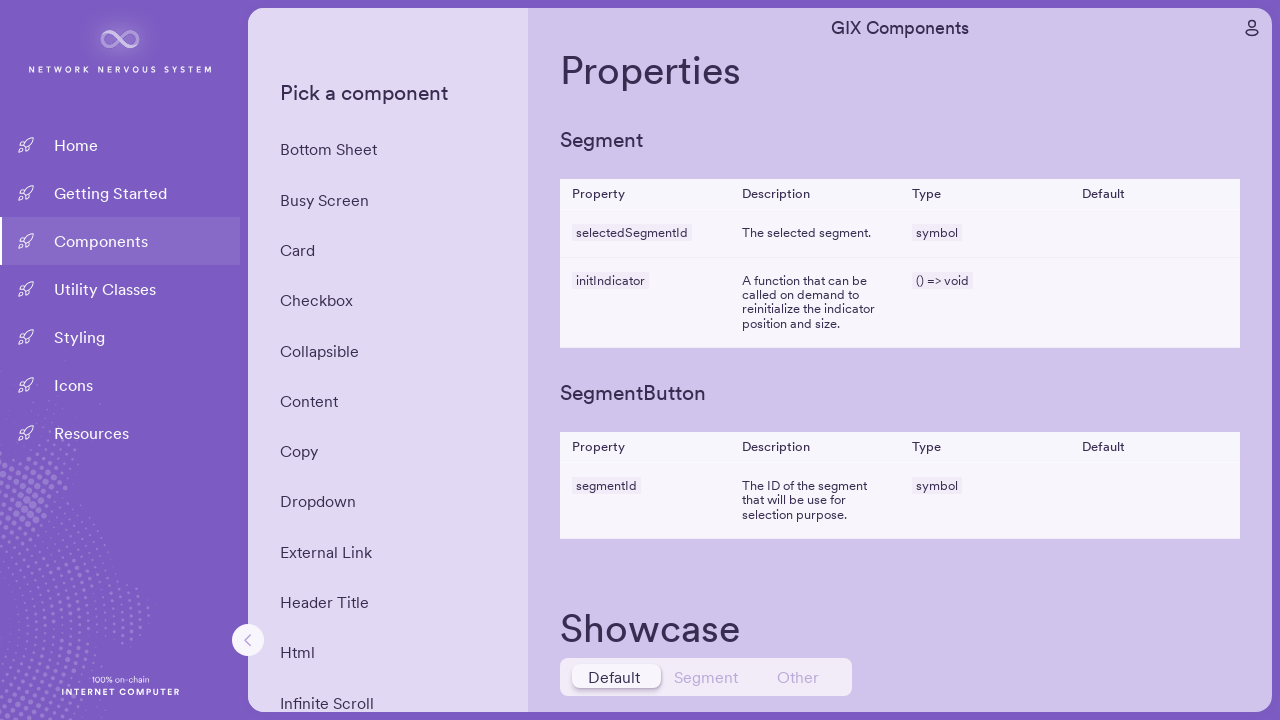 NETWORK NERVOUS SYSTEM
Home
Getting Started
Components
Utility Classes
Styling
Icons
Resources
100% on-chain
INTERNET COMPUTER
Pick a component
Bottom Sheet
Busy Screen
Card
Checkbox
Collapsible
Content
Copy
Dropdown
External Link
Header Title
Html
Infinite Scroll
GIX Components
Properties
Segment
Property Description Type Default
selectedSegmentId The selected segment. symbol
initIndicator A function that can be () => void
called on demand to
reinitialize the indicator
position and size.
SegmentButton
Property Description Type Default
segmentId The ID of the segment symbol
that will be use for
selection purpose.
Showcase
Default Segment Other